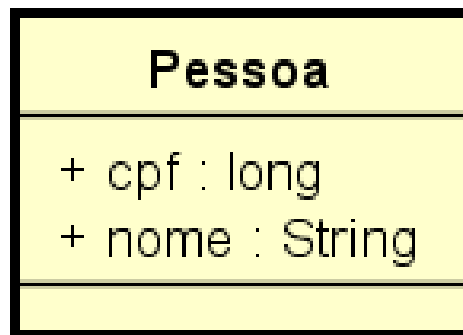 Pessoa
+ cpf : long
+ nome : String